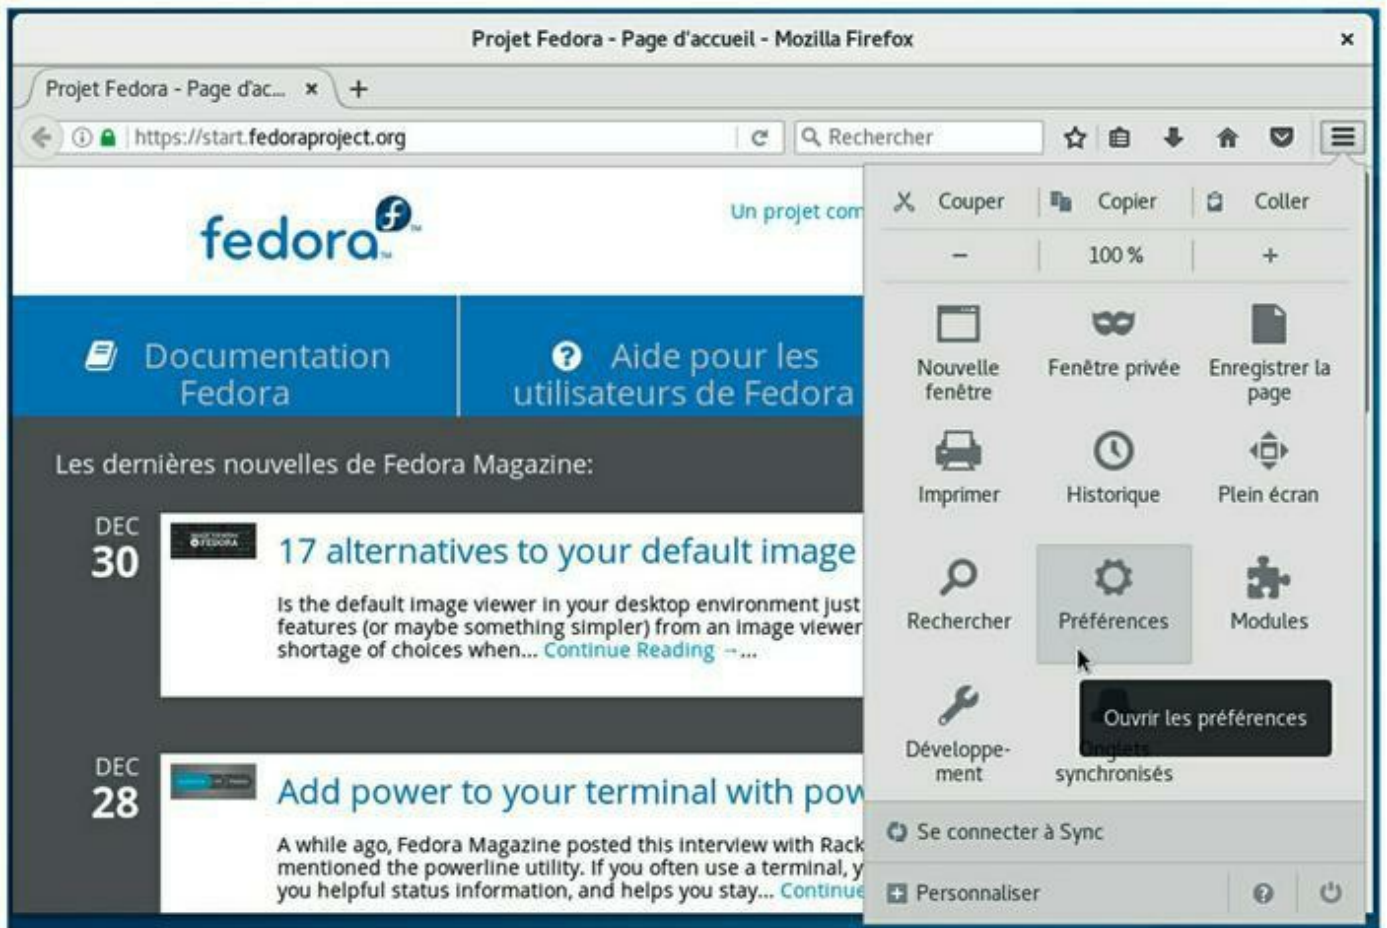 Projet Fedora - Page d'accueil - Mozilla Firefox
Projet Fedora - Page d'ac...
https://start.fedoraproject.org
Rechercher
fedora
Un projet com
Documentation
Fedora
Aide pour les
utilisateurs de Fedora
Les dernières nouvelles de Fedora Magazine:
DEC
30
17 alternatives to your default image
Is the default image viewer in your desktop environment just
features (or maybe something simpler) from an image viewer
shortage of choices when... Continue Reading →...
DEC
28
Add power to your terminal with pow
A while ago, Fedora Magazine posted this interview with Rack
mentioned the powerline utility. If you often use a terminal, y
you helpful status information, and helps you stay... Continue
Couper
Copier
Coller
− 100 % +
Nouvelle
fenêtre
Fenêtre privée
Enregistrer la
page
Imprimer
Historique
Plein écran
Rechercher
Préférences
Modules
Développe-
ment
Ouvrir les préférences
Onglets
synchronisés
Se connecter à Sync
Personnaliser